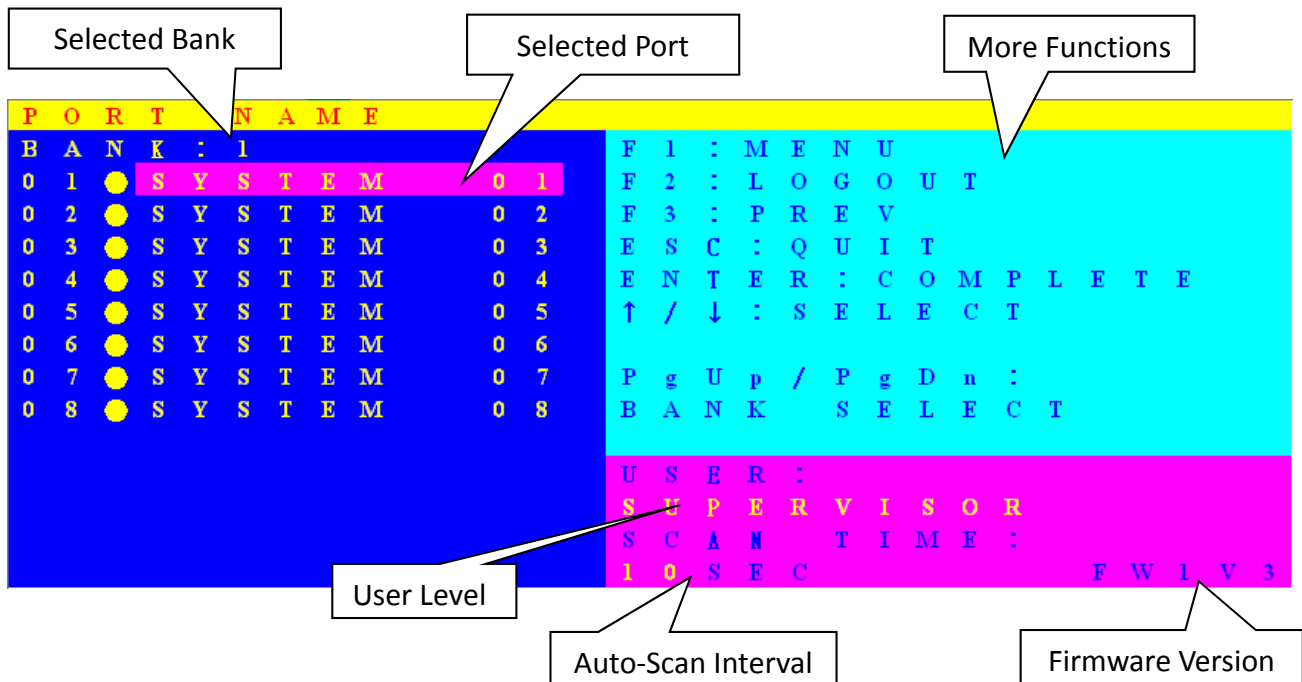 Selected Bank
Selected Port
More Functions
PORT NAME
BANK:1
01●SYSTEM 01
02●SYSTEM 02
03●SYSTEM 03
04●SYSTEM 04
05●SYSTEM 05
06●SYSTEM 06
07●SYSTEM 07
08●SYSTEM 08
F1:MENU
F2:LOGOUT
F3:PREV
ESC:QUIT
ENTER:COMPLETE
↑/↓:SELECT
PgUp/PgDn:
BANK SELECT
USER:
SUPERVISOR
SCAN TIME:
10SEC FW1V3
User Level
Auto-Scan Interval
Firmware Version